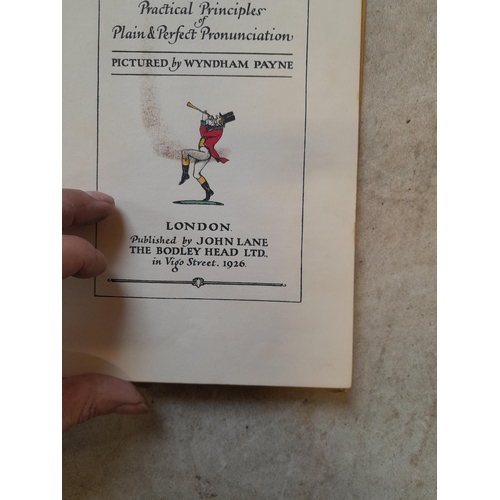 Practical Principles
of
Plain & Perfect Pronunciation
PICTURED by WYNDHAM PAYNE
LONDON.
Published by JOHN LANE
THE BODLEY HEAD LTD.
in Vigo Street. 1926.